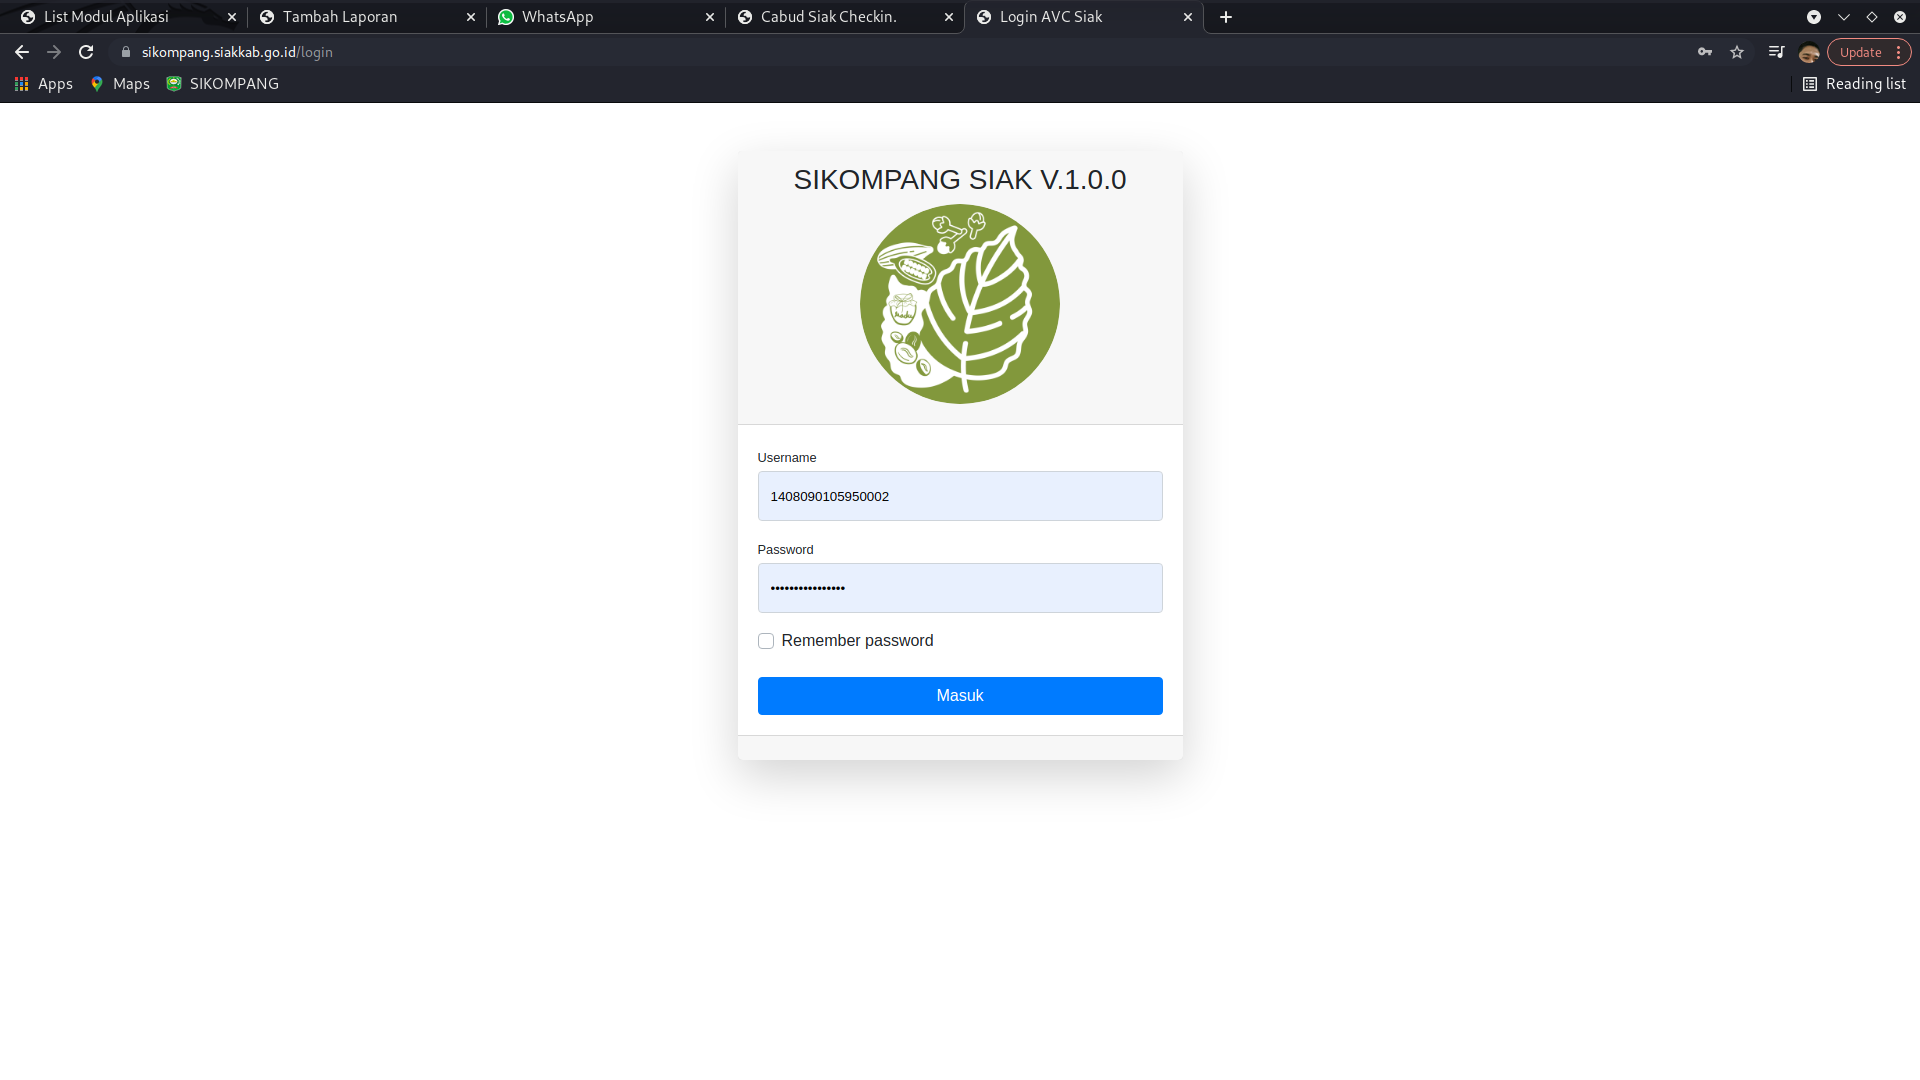 List Modul Aplikasi
Tambah Laporan
WhatsApp
Cabud Siak Checkin.
Login AVC Siak
sikompang.siakkab.go.id/login
Update
Apps
Maps
SIKOMPANG
Reading list
SIKOMPANG SIAK V.1.0.0
Madu
Username
1408090105950002
Password
••••••••••••••••
Remember password
Masuk